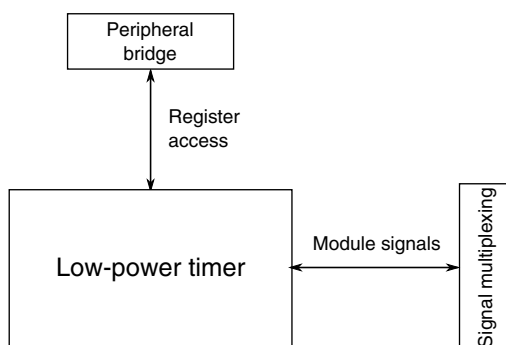 Peripheral
bridge
Register
access
Low-power timer
Module signals
Signal multiplexing